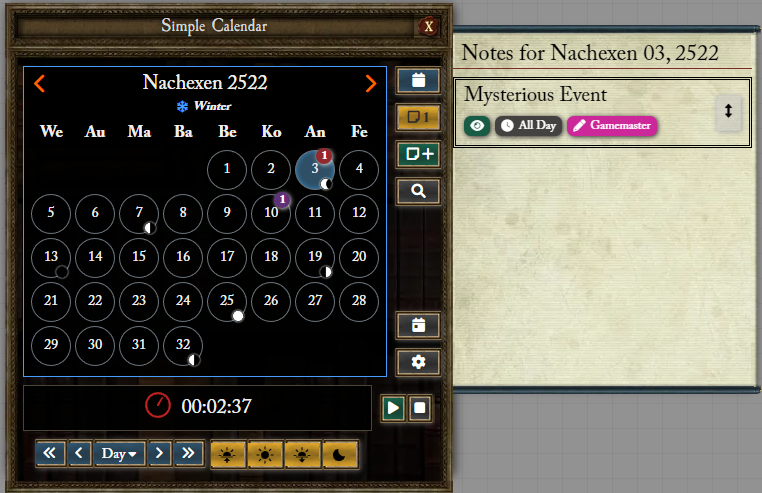 Simple Calendar
X
Nachexen 2522
Winter
We Au Ma Ba Be Ko An Fe
1 2 3 1 4
5 6 7 8 9 10 1 11 12
13 14 15 16 17 18 19 20
21 22 23 24 25 26 27 28
29 30 31 32
00:02:37
Day
1
Notes for Nachexen 03, 2522
Mysterious Event
All Day Gamemaster